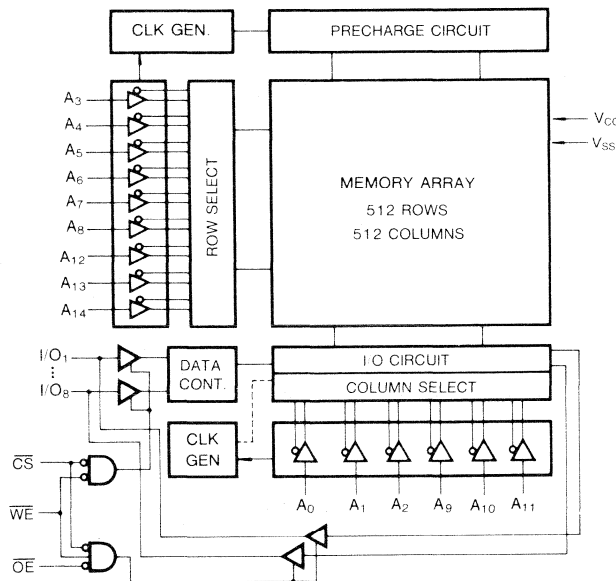 CLK GEN.
PRECHARGE CIRCUIT
A3
A4
A5
A6
A7
A8
A12
A13
A14
ROW SELECT
MEMORY ARRAY
512 ROWS
512 COLUMNS
VCC
VSS
I/O1
⋮
I/O8
DATA
CONT.
I/O CIRCUIT
COLUMN SELECT
CLK
GEN
A0
A1
A2
A9
A10
A11
CS
WE
OE